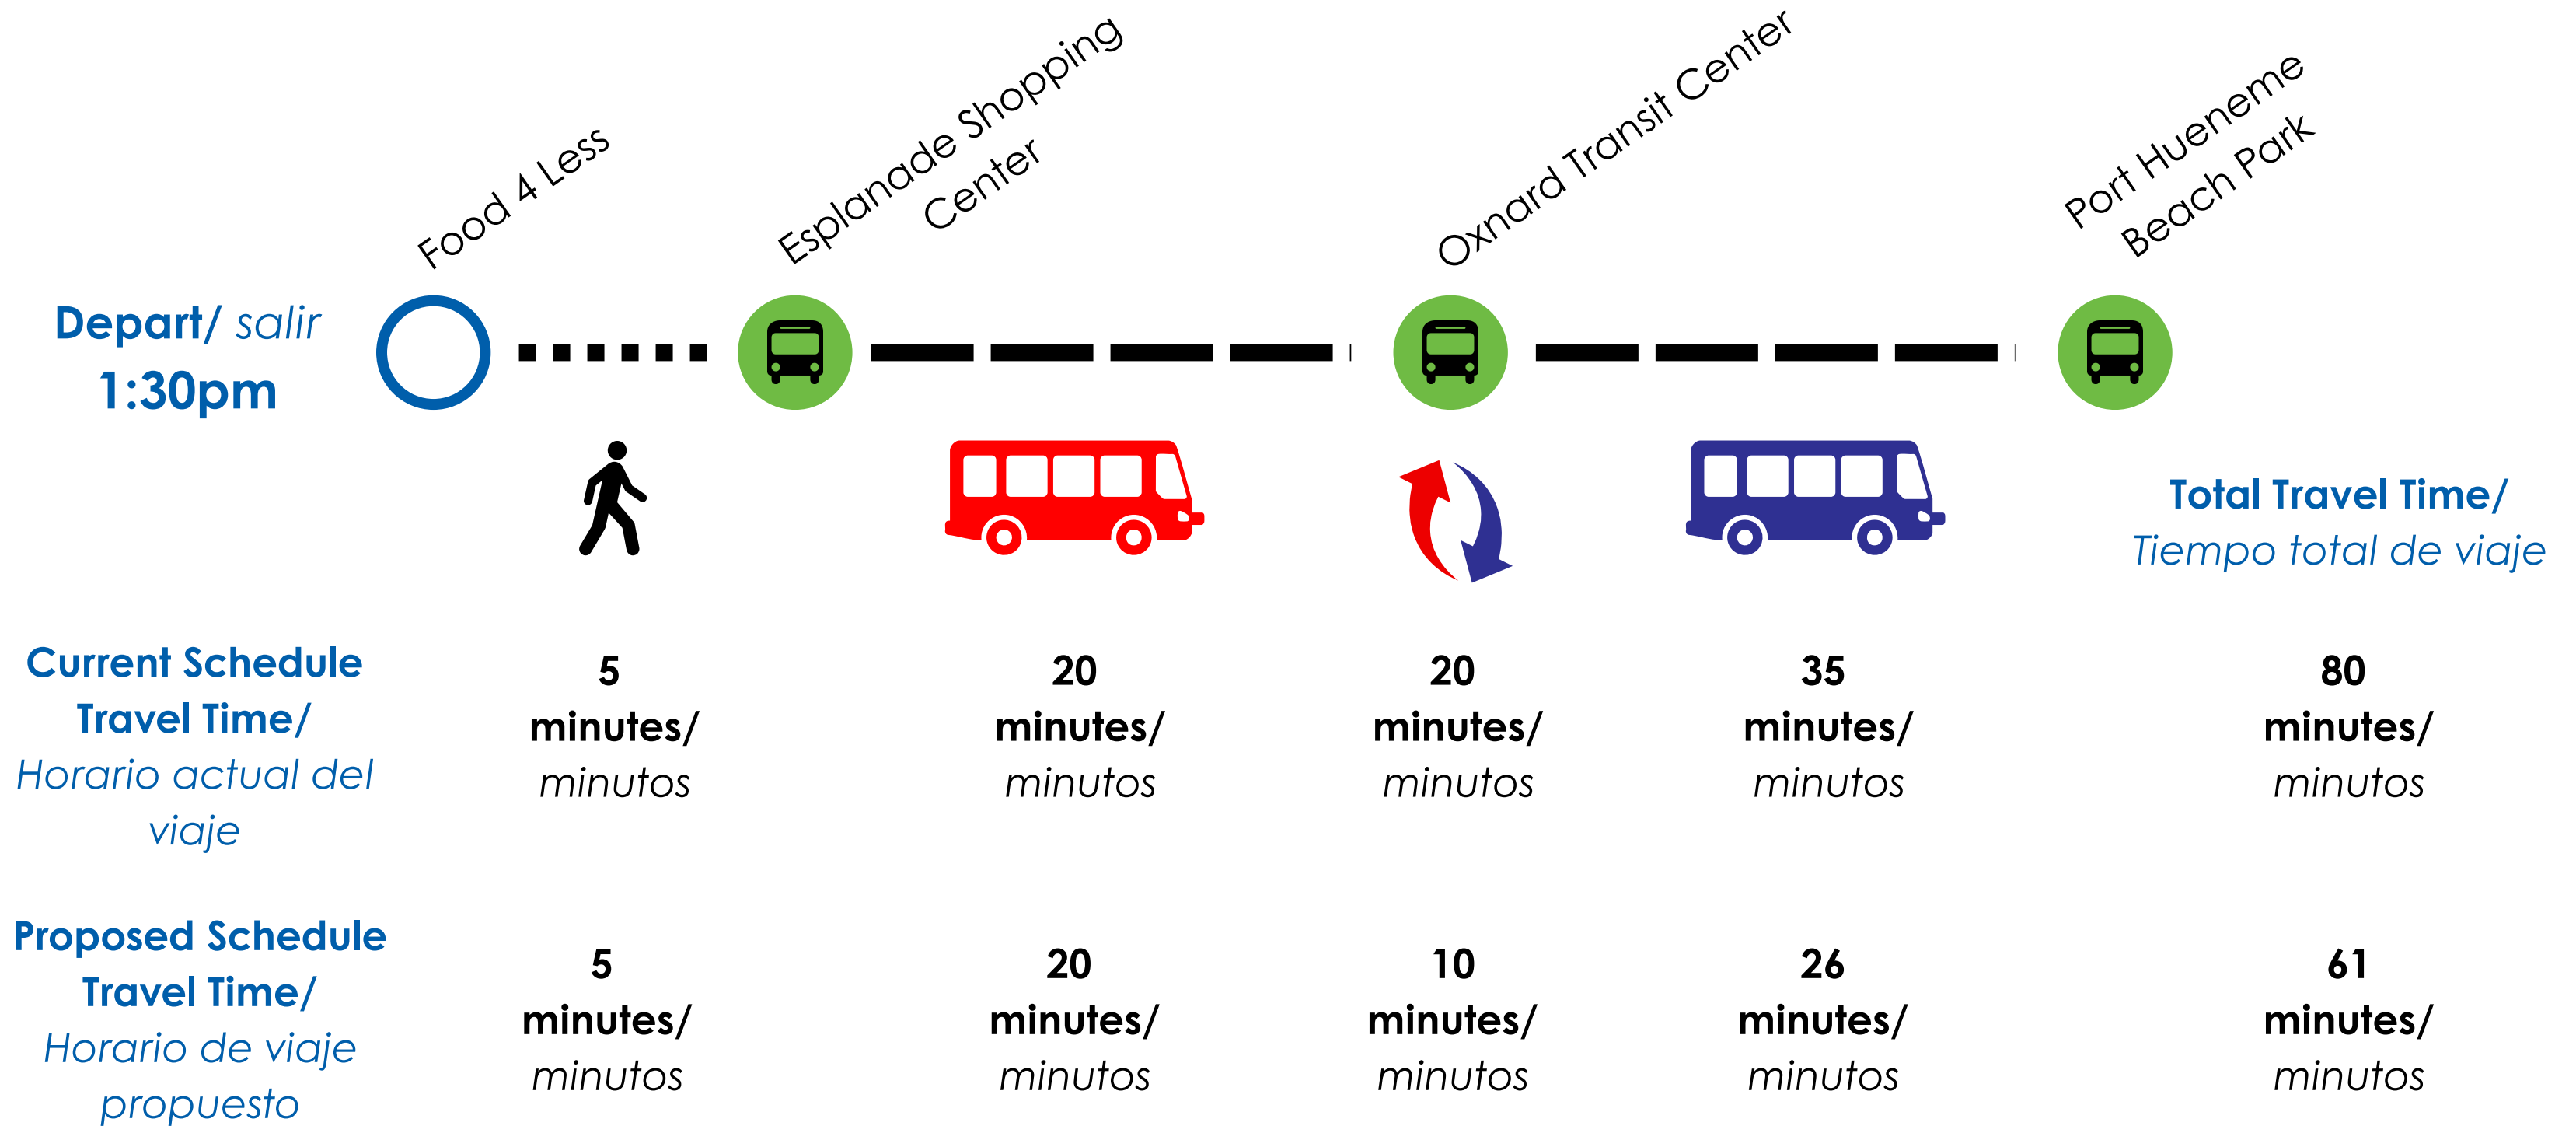 Food 4 Less
Esplanade Shopping
Center
Oxnard Transit Center
Port Hueneme
Beach Park
Depart/ salir
1:30pm
Total Travel Time/
Tiempo total de viaje
Current Schedule
Travel Time/
Horario actual del
viaje
5
minutes/
minutos
20
minutes/
minutos
20
minutes/
minutos
35
minutes/
minutos
80
minutes/
minutos
Proposed Schedule
Travel Time/
Horario de viaje
propuesto
5
minutes/
minutos
20
minutes/
minutos
10
minutes/
minutos
26
minutes/
minutos
61
minutes/
minutos